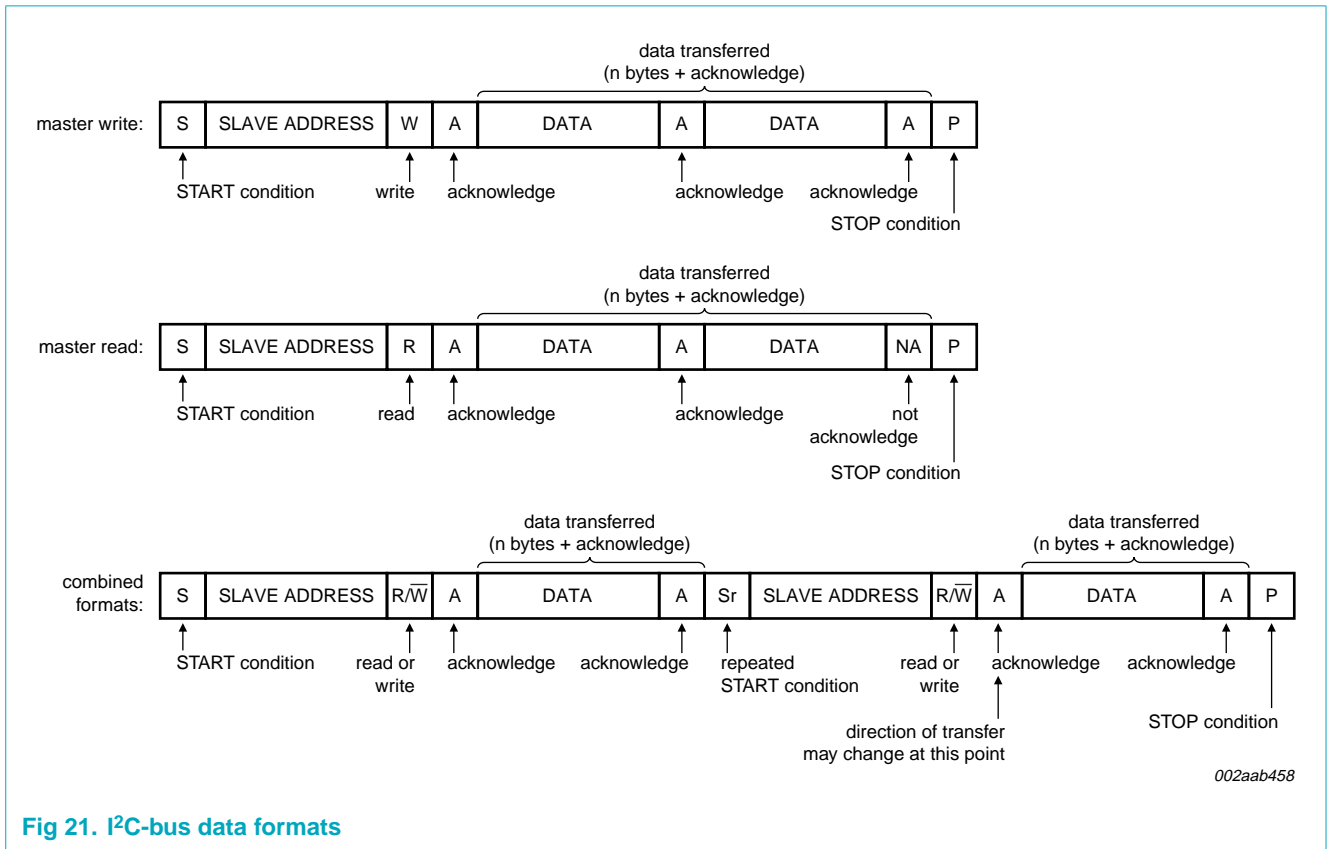 data transferred
(n bytes + acknowledge)
master write: S SLAVE ADDRESS W A DATA A DATA A P
START condition write acknowledge acknowledge acknowledge
STOP condition
data transferred
(n bytes + acknowledge)
master read: S SLAVE ADDRESS R A DATA A DATA NA P
START condition read acknowledge acknowledge not
acknowledge
STOP condition
data transferred data transferred
(n bytes + acknowledge) (n bytes + acknowledge)
combined
formats: S SLAVE ADDRESS R/W̅ A DATA A Sr SLAVE ADDRESS R/W̅ A DATA A P
START condition read or acknowledge acknowledge repeated read or acknowledge acknowledge
write START condition write
STOP condition
direction of transfer
may change at this point
002aab458
Fig 21. I²C-bus data formats